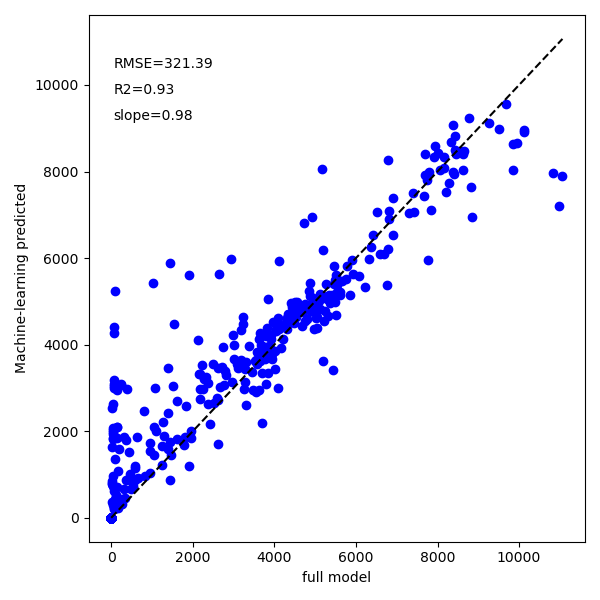 RMSE=321.39
R2=0.93
slope=0.98
Machine-learning predicted
10000
8000
6000
4000
2000
0
0 2000 4000 6000 8000 10000
full model